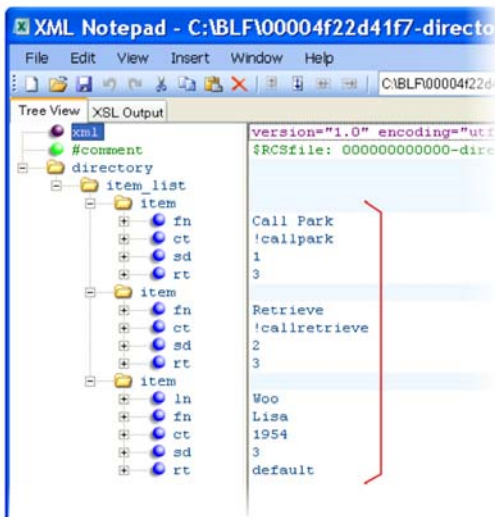 XML Notepad - C:\BLF\00004f22d41f7-directo
File Edit View Insert Window Help
C:\BLF\00004f22d4
Tree View XSL Output
xml version="1.0" encoding="utf
#comment $RCSfile: 000000000000-dire
directory
item_list
item
fn Call Park
ct !callpark
sd 1
rt 3
item
fn Retrieve
ct !callretrieve
sd 2
rt 3
item
ln Woo
fn Lisa
ct 1954
sd 3
rt default